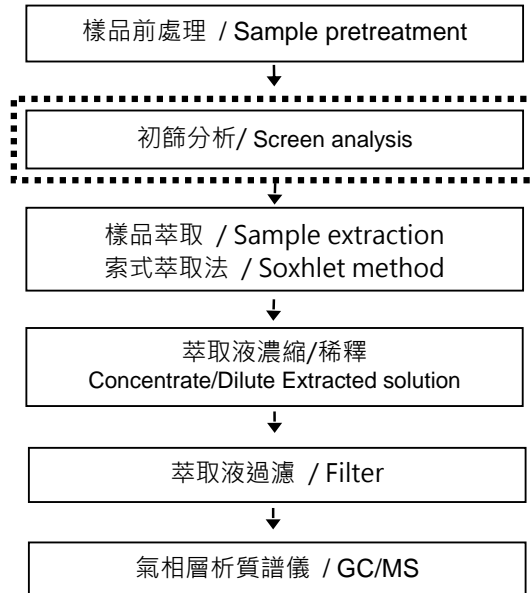 樣品前處理 / Sample pretreatment
初篩分析/ Screen analysis
樣品萃取 / Sample extraction
索式萃取法 / Soxhlet method
萃取液濃縮/稀釋
Concentrate/Dilute Extracted solution
萃取液過濾 / Filter
氣相層析質譜儀 / GC/MS